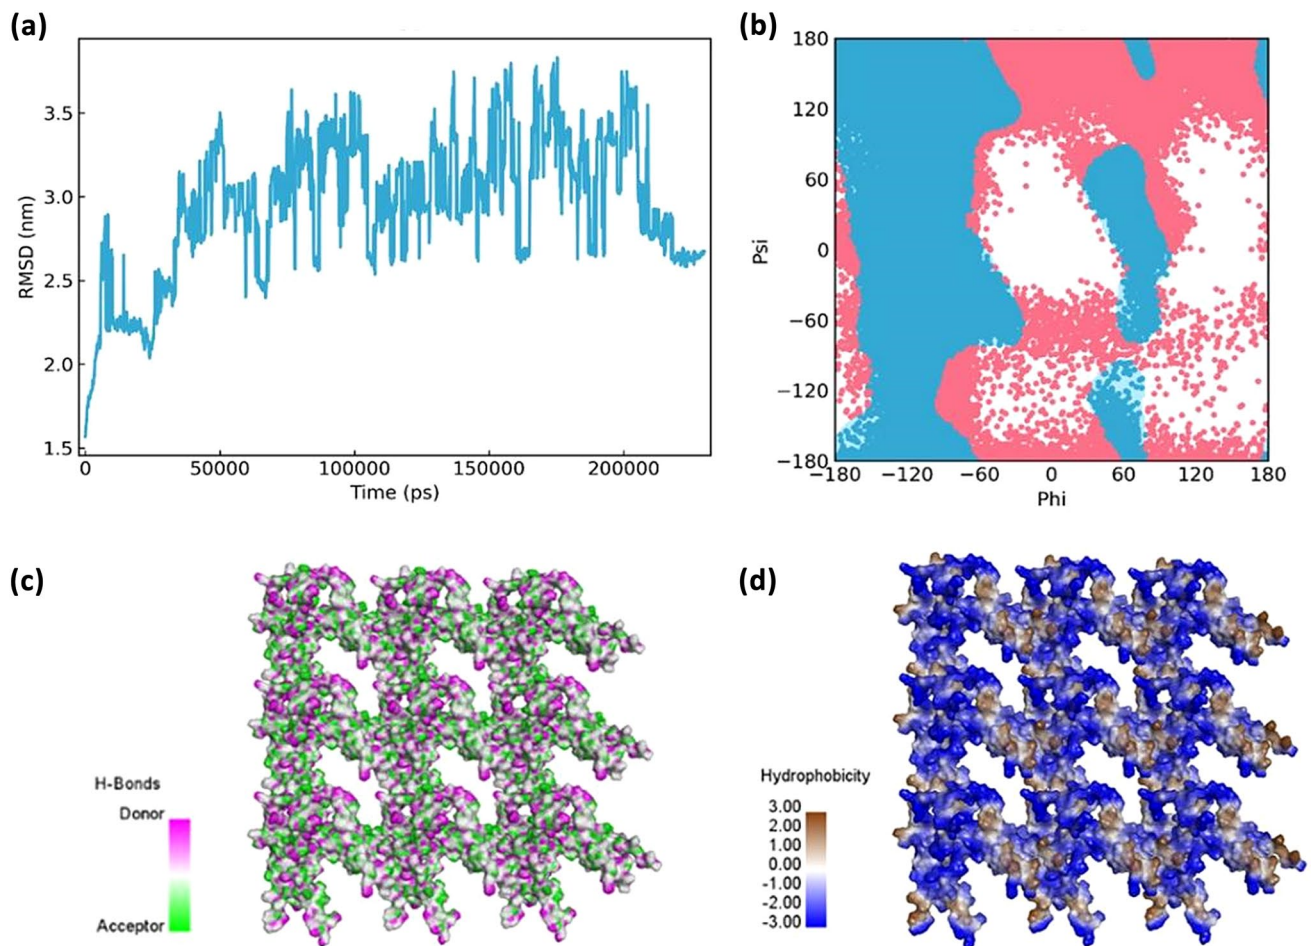 (a)
RMSD (nm)
3.5
3.0
2.5
2.0
1.5
0
50000
100000
150000
200000
Time (ps)
(b)
Psi
180
120
60
0
−60
−120
−180
−180
−120
−60
0
60
120
180
Phi
(c)
H-Bonds
Donor
Acceptor
(d)
Hydrophobicity
3.00
2.00
1.00
0.00
-1.00
-2.00
-3.00